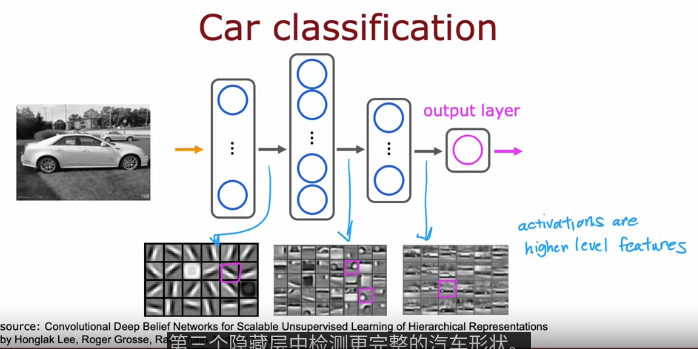 Car classification
output layer
activations are
higher level features
source: Convolutional Deep Belief Networks for Scalable Unsupervised Learning of Hierarchical Representations
by Honglak Lee, Roger Grosse,
第三个隐藏层中检测更完整的汽车形状。